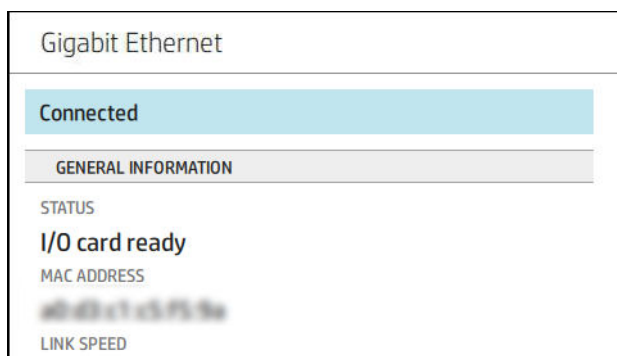 Gigabit Ethernet
Connected
GENERAL INFORMATION
STATUS
I/O card ready
MAC ADDRESS
LINK SPEED